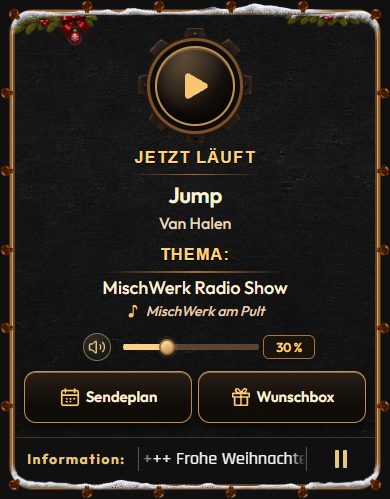 JETZT LÄUFT
Jump
Van Halen
THEMA:
MischWerk Radio Show
MischWerk am Pult
30 %
Sendeplan
Wunschbox
Information: +++ Frohe Weihnachte